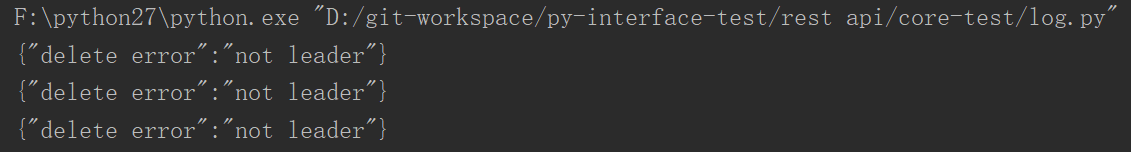 F:\python27\python.exe "D:/git-workspace/py-interface-test/rest api/core-test/log.py"
{"delete error":"not leader"}
{"delete error":"not leader"}
{"delete error":"not leader"}